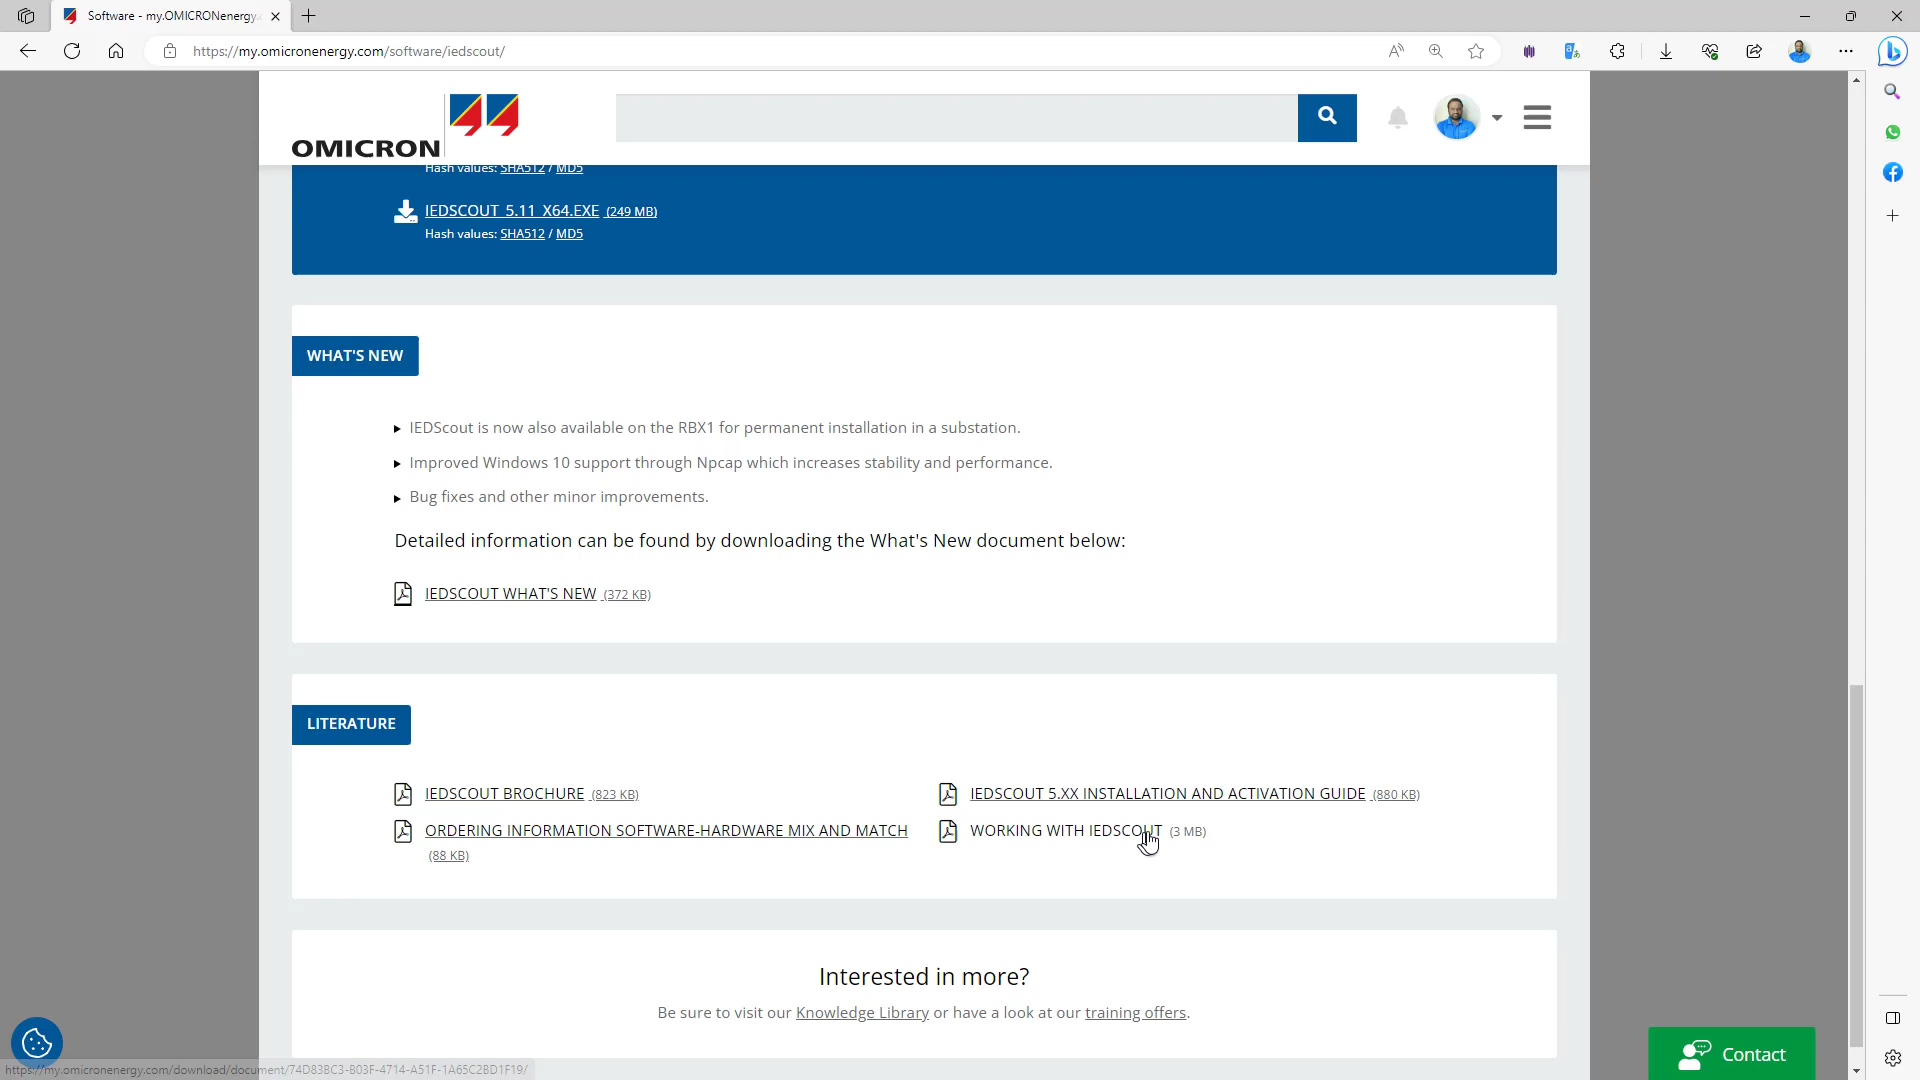 Software - my.OMICRONenergy.
https://my.omicronenergy.com/software/iedscout/
OMICRON
Hash values: SHA512 / MD5
IEDSCOUT_5.11_X64.EXE (249 MB)
Hash values: SHA512 / MD5
WHAT'S NEW
IEDScout is now also available on the RBX1 for permanent installation in a substation.
Improved Windows 10 support through Npcap which increases stability and performance.
Bug fixes and other minor improvements.
Detailed information can be found by downloading the What's New document below:
IEDSCOUT WHAT'S NEW (372 KB)
LITERATURE
IEDSCOUT BROCHURE (823 KB)
IEDSCOUT 5.XX INSTALLATION AND ACTIVATION GUIDE (880 KB)
ORDERING INFORMATION SOFTWARE-HARDWARE MIX AND MATCH
(88 KB)
WORKING WITH IEDSCOUT (3 MB)
Interested in more?
Be sure to visit our Knowledge Library or have a look at our training offers.
Contact
https://my.omicronenergy.com/download/document/74D83BC3-B03F-4714-A51F-1A65C2BD1F19/